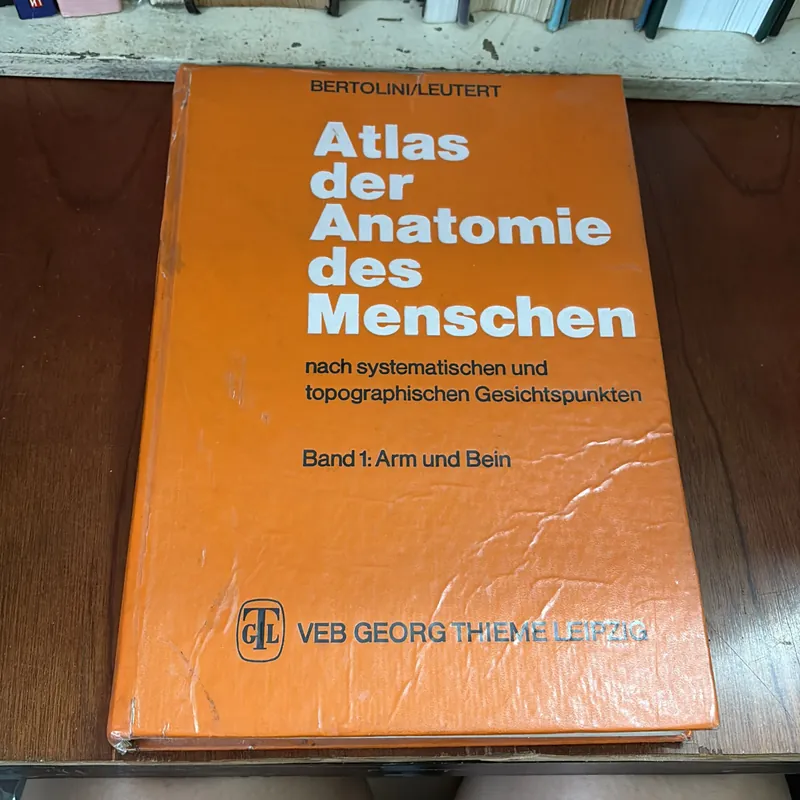 BERTOLINI/LEUTERT
Atlas
der
Anatomie
des
Menschen
nach systematischen und
topographischen Gesichtspunkten
Band 1: Arm und Bein
GTL
VEB GEORG THIEME LEIPZIG